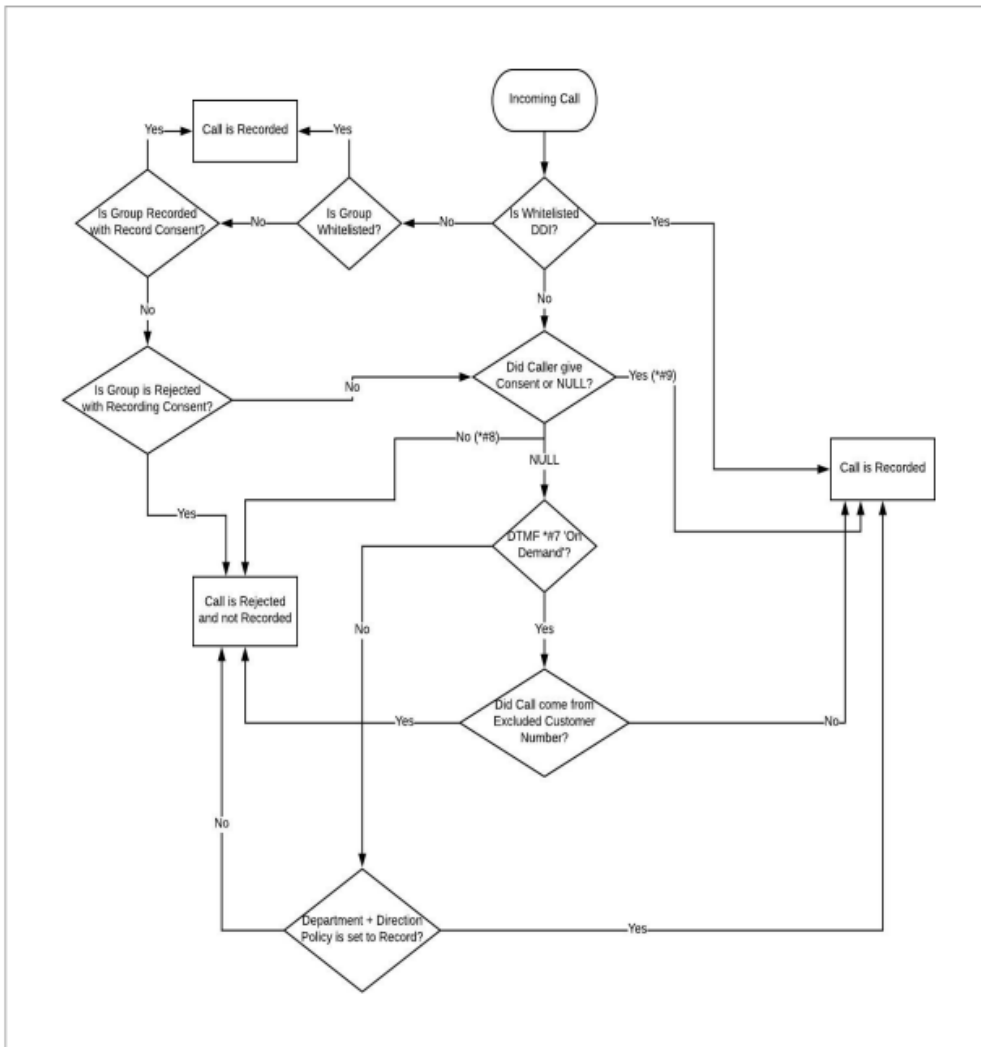 Incoming Call
Yes
Call is Recorded
Yes
Is Group Recorded
with Record Consent?
No
Is Group
Whitelisted?
No
Is Whitelisted
DDI?
Yes
No
No
Is Group is Rejected
with Recording Consent?
No
Did Caller give
Consent or NULL?
Yes (*#9)
No (*#8)
NULL
Call is Recorded
Yes
DTMF *#7 'On
Demand'?
Call is Rejected
and not Recorded
No
Yes
Did Call come from
Excluded Customer
Number?
Yes
No
No
Department + Direction
Policy is set to Record?
Yes